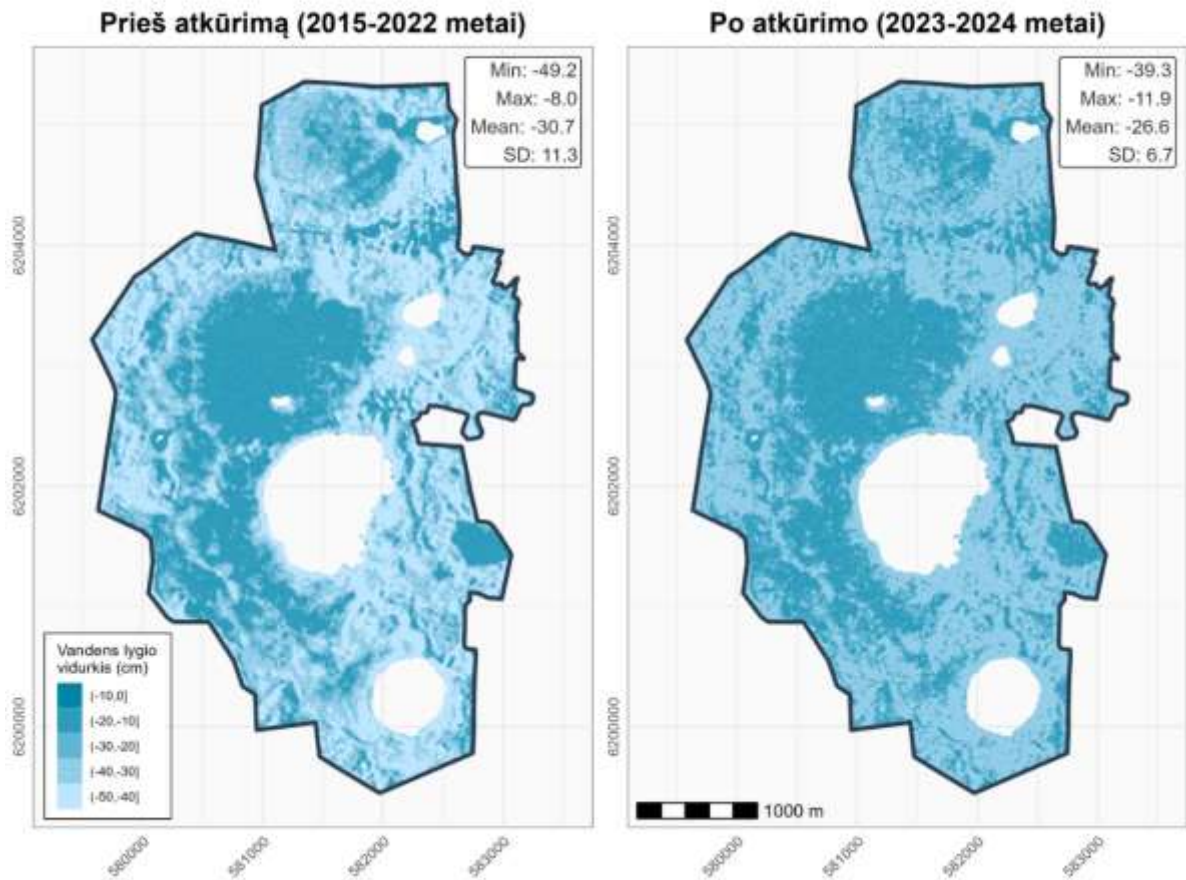 Prieš atkūrimą (2015-2022 metai)
Po atkūrimo (2023-2024 metai)
Min: -49.2
Max: -8.0
Mean: -30.7
SD: 11.3
Min: -39.3
Max: -11.9
Mean: -26.6
SD: 6.7
6204000
6202000
6200000
6204000
6202000
6200000
Vandens lygio
vidurkis (cm)
(-10,0]
(-20,-10]
(-30,-20]
(-40,-30]
(-50,-40]
1000 m
580000
581000
582000
583000
580000
581000
582000
583000